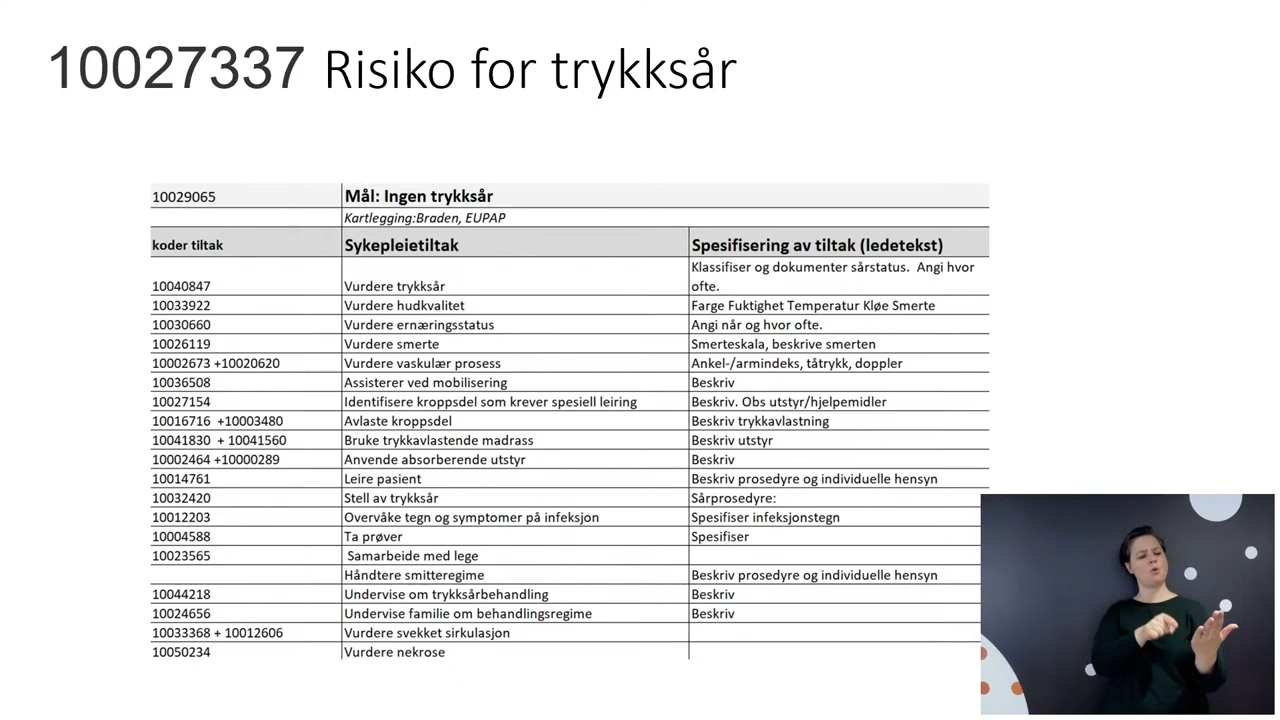 10027337 Risiko for trykksår
10029065 Mål: Ingen trykksår
Kartlegging:Braden, EUPAP
koder tiltak Sykepleietiltak Spesifisering av tiltak (ledetekst)
Klassifiser og dokumenter sårstatus. Angi hvor
10040847 Vurdere trykksår ofte.
10033922 Vurdere hudkvalitet Farge Fuktighet Temperatur Kløe Smerte
10030660 Vurdere ernæringsstatus Angi når og hvor ofte.
10026119 Vurdere smerte Smerteskala, beskrive smerten
10002673 +10020620 Vurdere vaskulær prosess Ankel-/armindeks, tåtrykk, doppler
10036508 Assisterer ved mobilisering Beskriv
10027154 Identifisere kroppsdel som krever spesiell leiring Beskriv. Obs utstyr/hjelpemidler
10016716 +10003480 Avlaste kroppsdel Beskriv trykkavlastning
10041830 + 10041560 Bruke trykkavlastende madrass Beskriv utstyr
10002464 +10000289 Anvende absorberende utstyr Beskriv
10014761 Leire pasient Beskriv prosedyre og individuelle hensyn
10032420 Stell av trykksår Sårprosedyre:
10012203 Overvåke tegn og symptomer på infeksjon Spesifiser infeksjonstegn
10004588 Ta prøver Spesifiser
10023565 Samarbeide med lege
Håndtere smitteregime Beskriv prosedyre og individuelle hensyn
10044218 Undervise om trykksårbehandling Beskriv
10024656 Undervise familie om behandlingsregime Beskriv
10033368 + 10012606 Vurdere svekket sirkulasjon
10050234 Vurdere nekrose